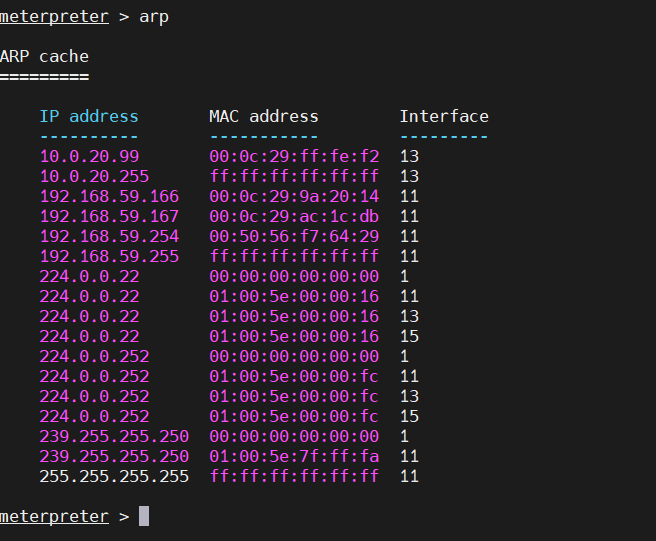 meterpreter > arp
ARP cache
=========
IP address MAC address Interface
---------- ----------- ---------
10.0.20.99 00:0c:29:ff:fe:f2 13
10.0.20.255 ff:ff:ff:ff:ff:ff 13
192.168.59.166 00:0c:29:9a:20:14 11
192.168.59.167 00:0c:29:ac:1c:db 11
192.168.59.254 00:50:56:f7:64:29 11
192.168.59.255 ff:ff:ff:ff:ff:ff 11
224.0.0.22 00:00:00:00:00:00 1
224.0.0.22 01:00:5e:00:00:16 11
224.0.0.22 01:00:5e:00:00:16 13
224.0.0.22 01:00:5e:00:00:16 15
224.0.0.252 00:00:00:00:00:00 1
224.0.0.252 01:00:5e:00:00:fc 11
224.0.0.252 01:00:5e:00:00:fc 13
224.0.0.252 01:00:5e:00:00:fc 15
239.255.255.250 00:00:00:00:00:00 1
239.255.255.250 01:00:5e:7f:ff:fa 11
255.255.255.255 ff:ff:ff:ff:ff:ff 11
meterpreter >